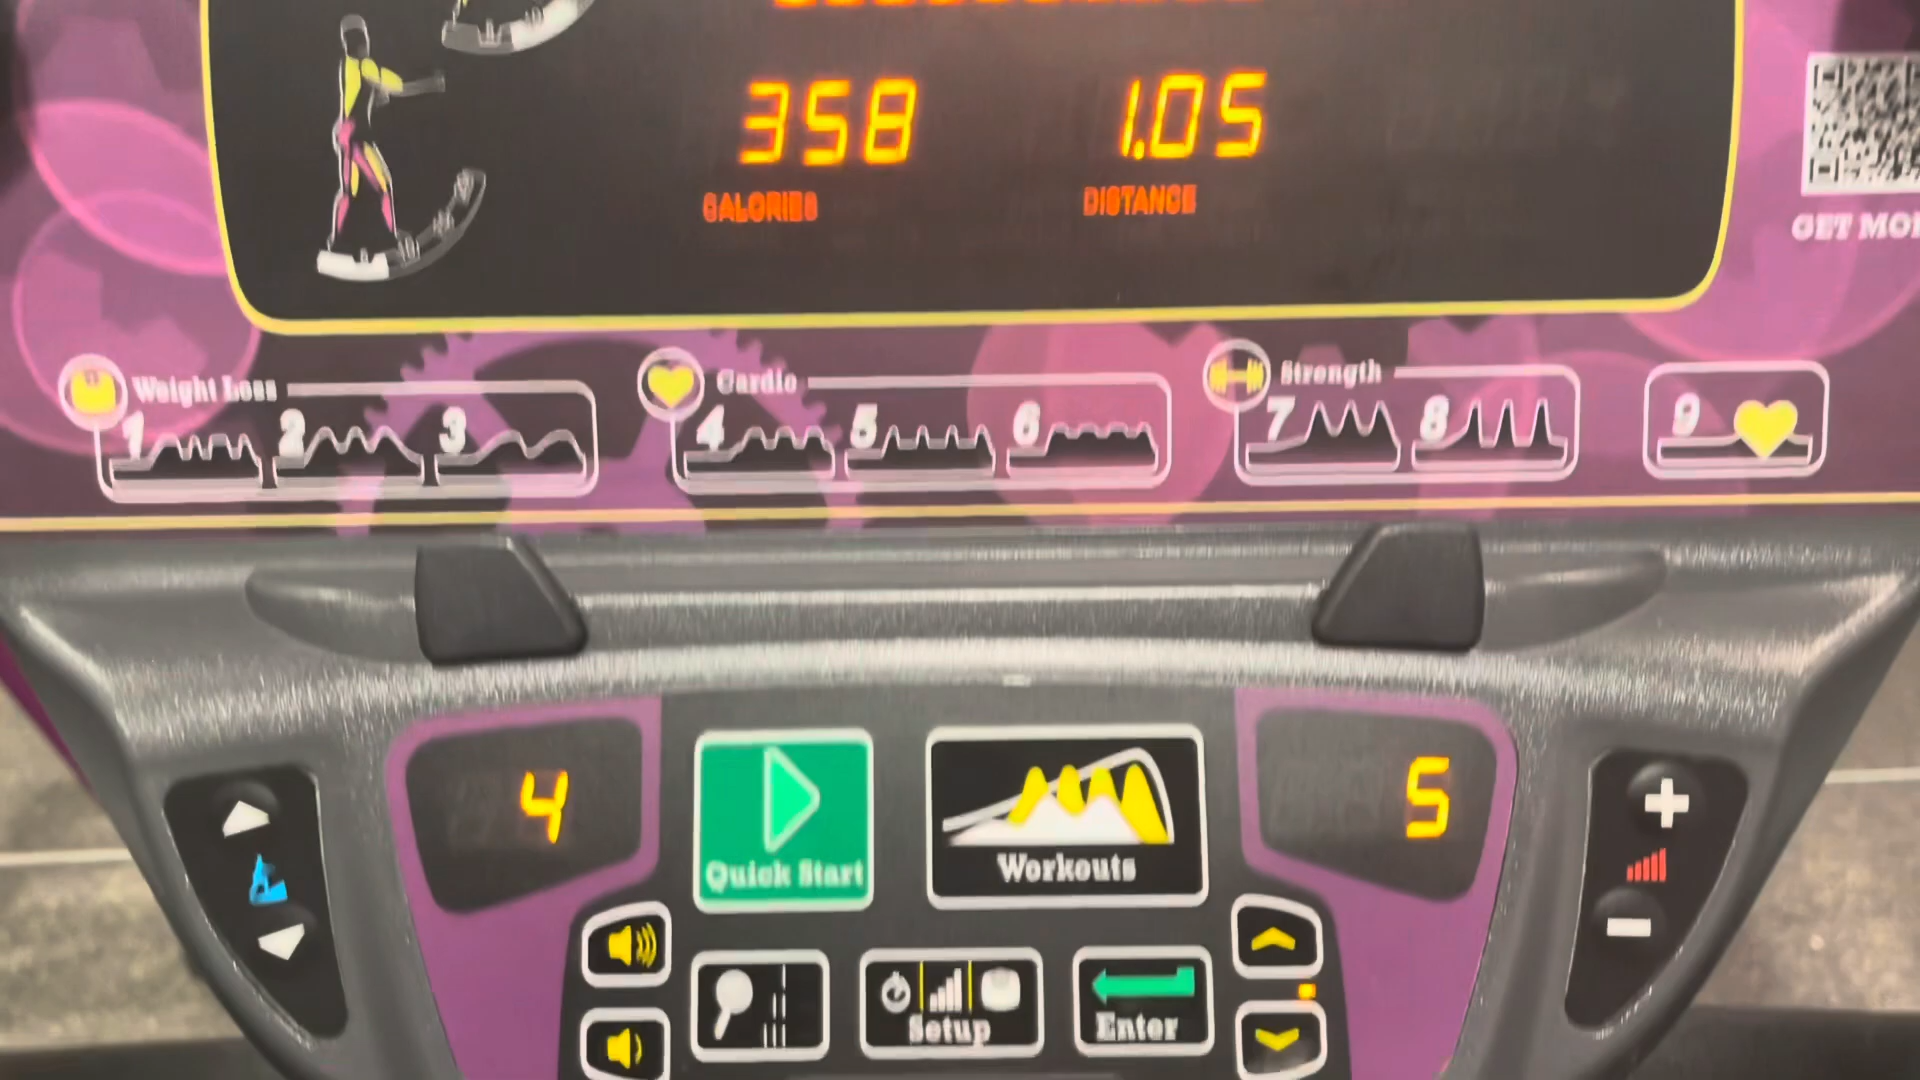 358 1.05
CALORIES DISTANCE
GET MO
Weight Loss Cardio Strength
1 2 3 4 5 6 7 8 9
4 5
Quick Start Workouts
Setup Enter